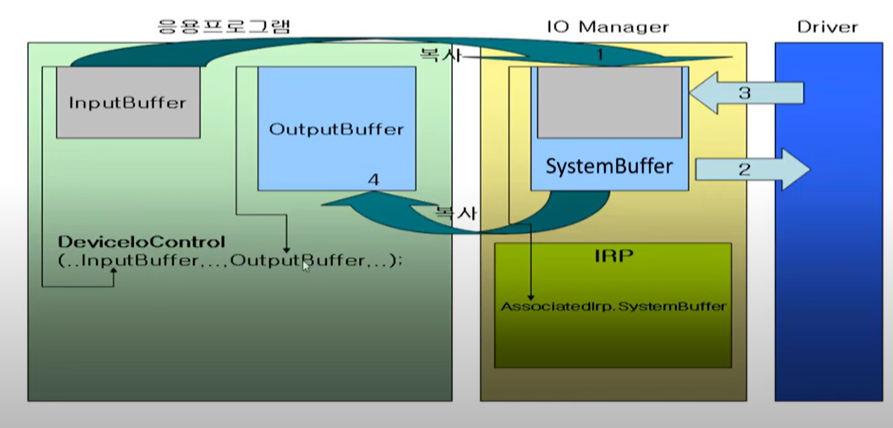 응용프로그램
IO Manager
Driver
복사
1
InputBuffer
OutputBuffer
3
SystemBuffer
2
4
복사
DeviceIoControl
(..InputBuffer,..,OutputBuffer,..);
IRP
AssociatedIrp.SystemBuffer